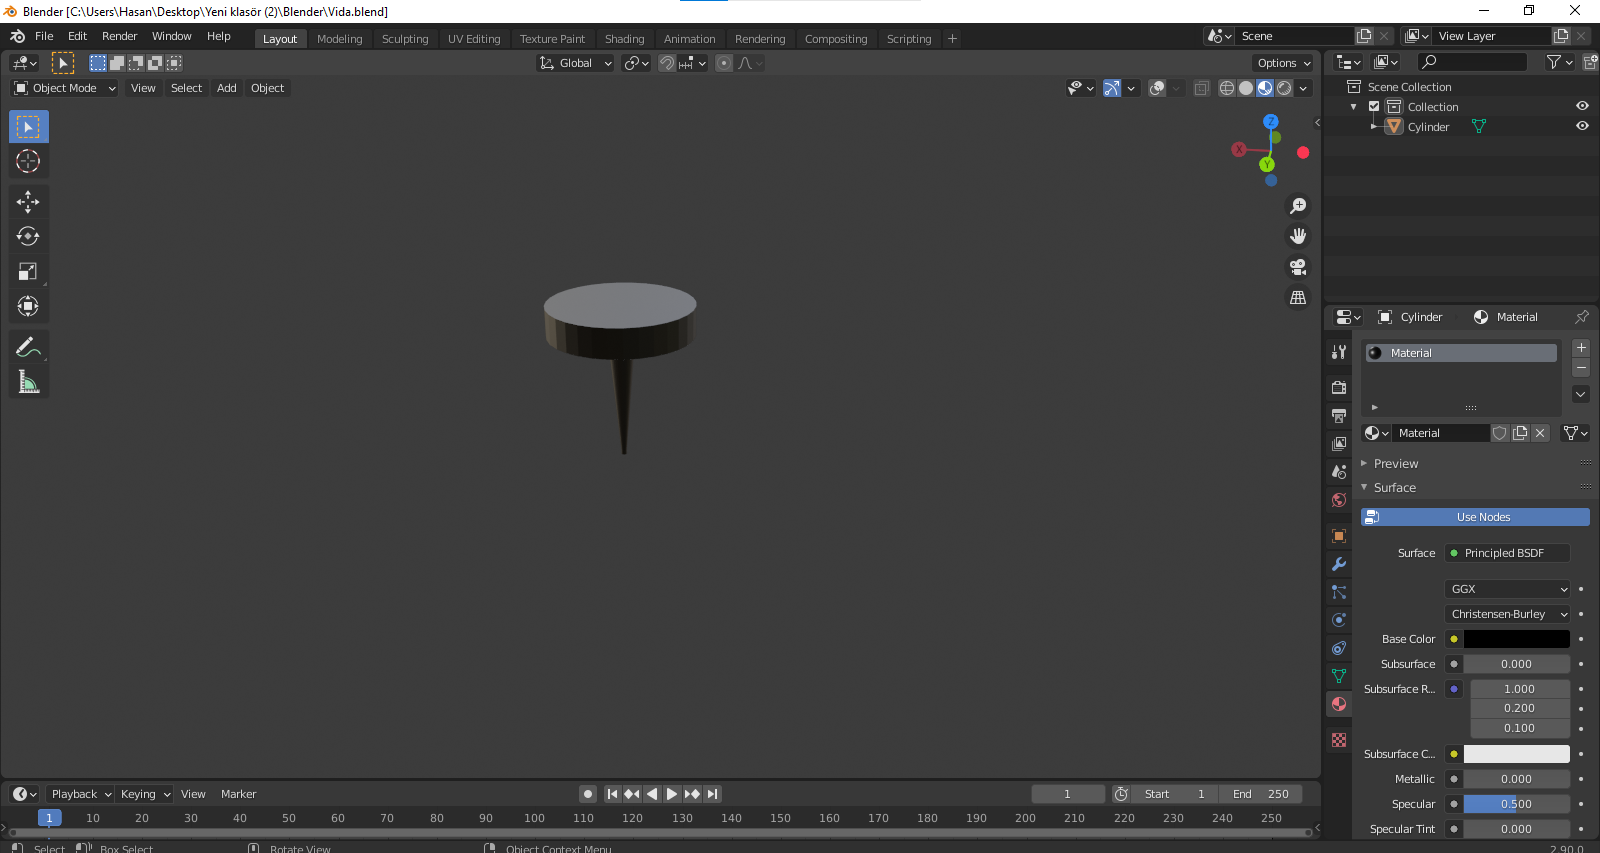 Blender [C:\Users\Hasan\Desktop\Yeni klasör (2)\Blender\Vida.blend]
File Edit Render Window Help Layout Modeling Sculpting UV Editing Texture Paint Shading Animation Rendering Compositing Scripting + Scene View Layer
Global Options
Object Mode View Select Add Object
Scene Collection
Collection
Cylinder
Z
X
Y
Cylinder Material
Material
Material
Preview
Surface
Use Nodes
Surface Principled BSDF
GGX
Christensen-Burley
Base Color
Subsurface 0.000
Subsurface R... 1.000
0.200
0.100
Subsurface C...
Metallic 0.000
Specular 0.500
Specular Tint 0.000
Playback Keying View Marker 1 Start 1 End 250
1 10 20 30 40 50 60 70 80 90 100 110 120 130 140 150 160 170 180 190 200 210 220 230 240 250
Select Box Select Rotate View Object Context Menu 2.90.0